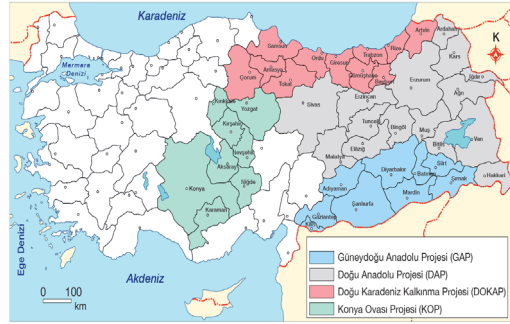 Karadeniz
Marmara
Denizi
Ege Denizi
Akdeniz
K
Artvin
Ardahan
Kars
Rize
Trabzon
Giresun
Ordu
Samsun
Gümüşhane
Bayburt
Amasya
Çorum
Tokat
Iğdır
Erzurum
Ağrı
Erzincan
Sivas
Kırıkkale
Yozgat
Kırşehir
Tunceli
Bingöl
Muş
Bitlis
Van
Elazığ
Malatya
Nevşehir
Aksaray
Niğde
Konya
Karaman
Diyarbakır
Batman
Siirt
Şırnak
Hakkari
Adıyaman
Mardin
Şanlıurfa
Gaziantep
Kilis
0 100
km
Güneydoğu Anadolu Projesi (GAP)
Doğu Anadolu Projesi (DAP)
Doğu Karadeniz Kalkınma Projesi (DOKAP)
Konya Ovası Projesi (KOP)